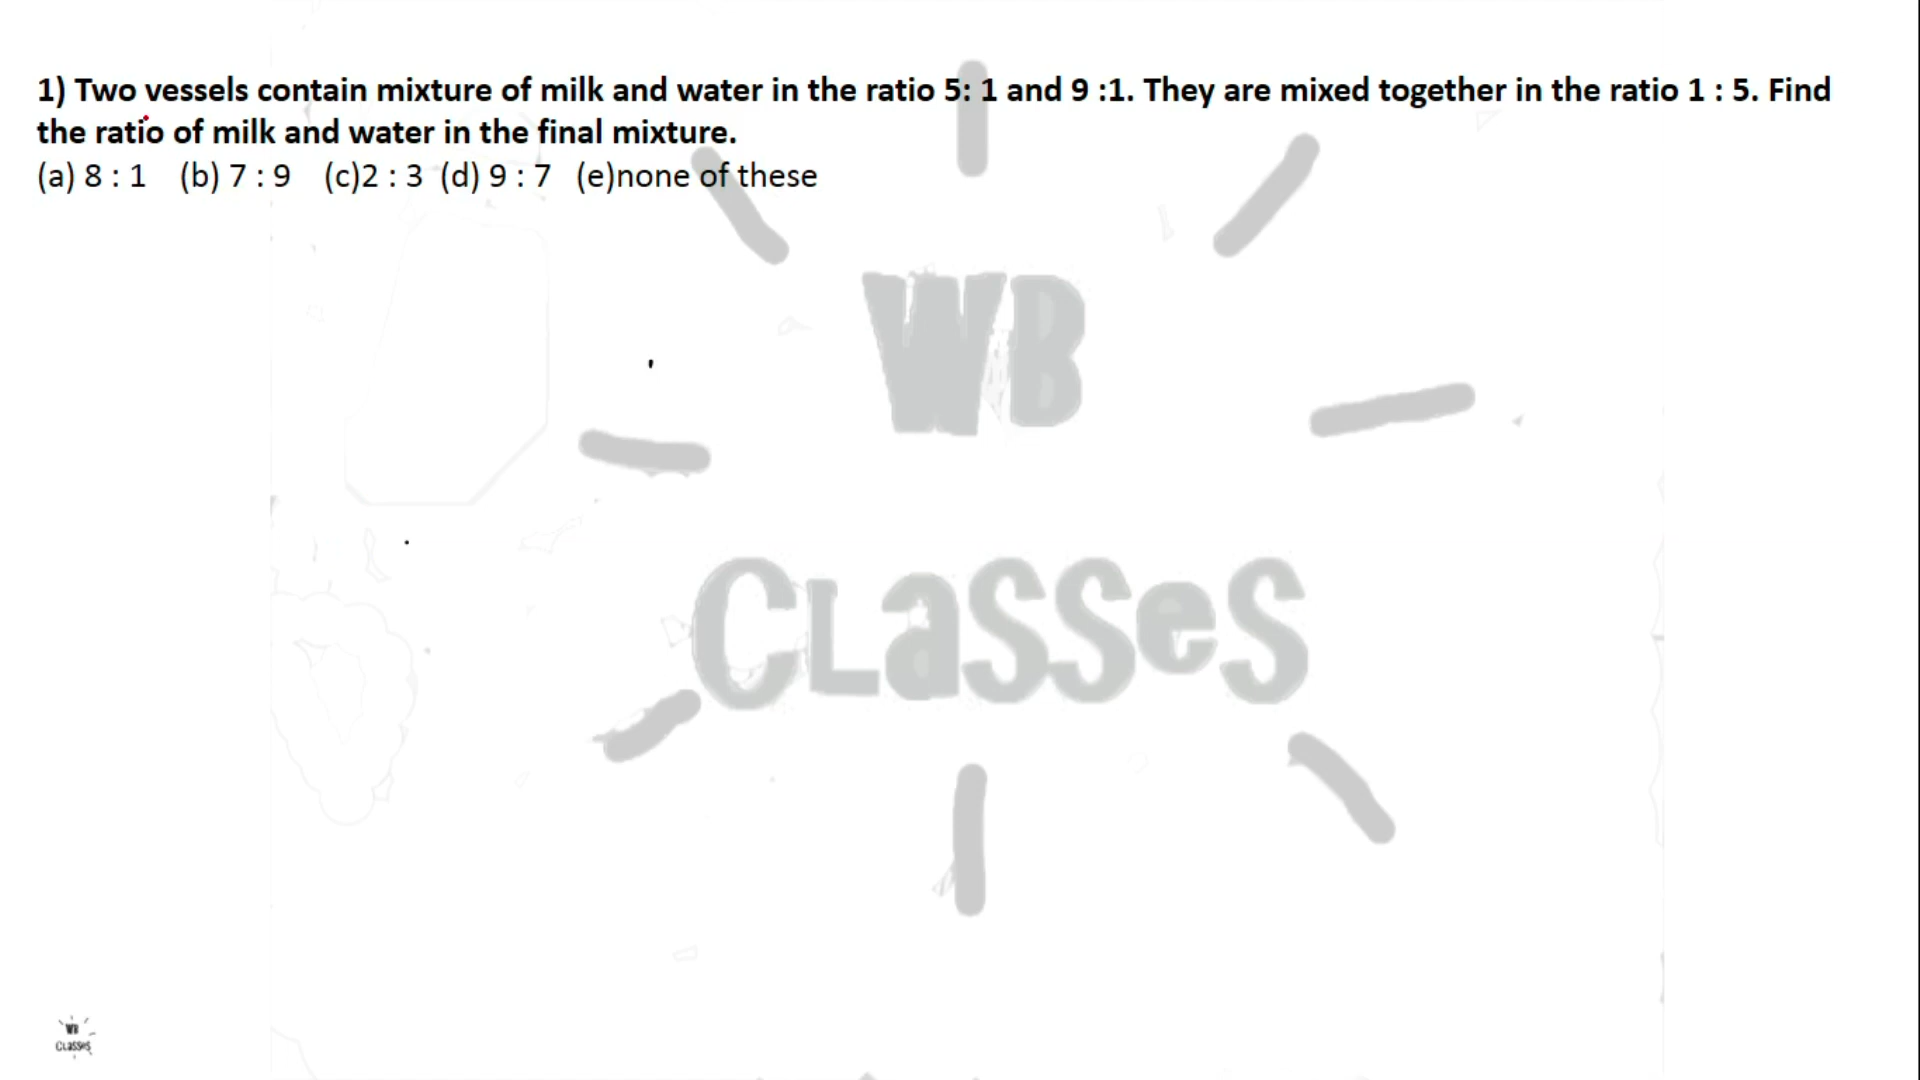 1) Two vessels contain mixture of milk and water in the ratio 5: 1 and 9 :1. They are mixed together in the ratio 1 : 5. Find
the ratio of milk and water in the final mixture.
(a) 8 : 1 (b) 7 : 9 (c)2 : 3 (d) 9 : 7 (e)none of these
WB
CLasses
WB
CLasses